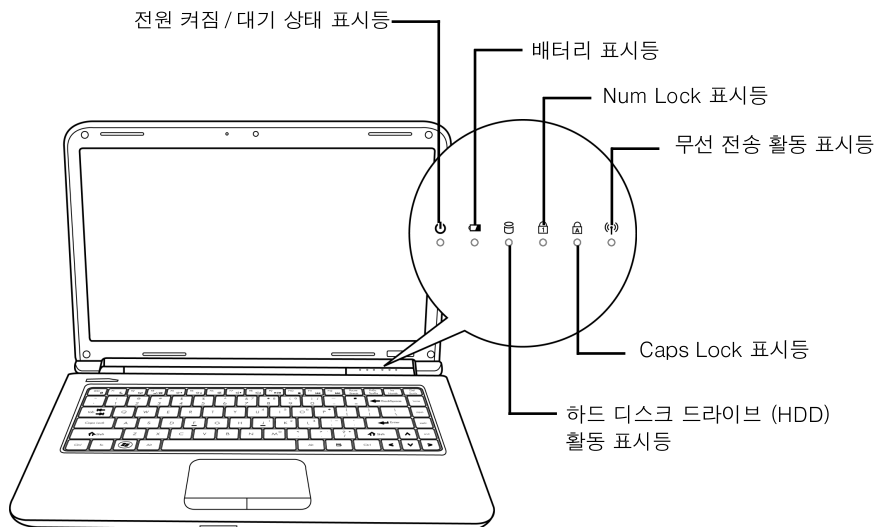 전원 켜짐 / 대기 상태 표시등
배터리 표시등
Num Lock 표시등
무선 전송 활동 표시등
Caps Lock 표시등
하드 디스크 드라이브 (HDD)
활동 표시등